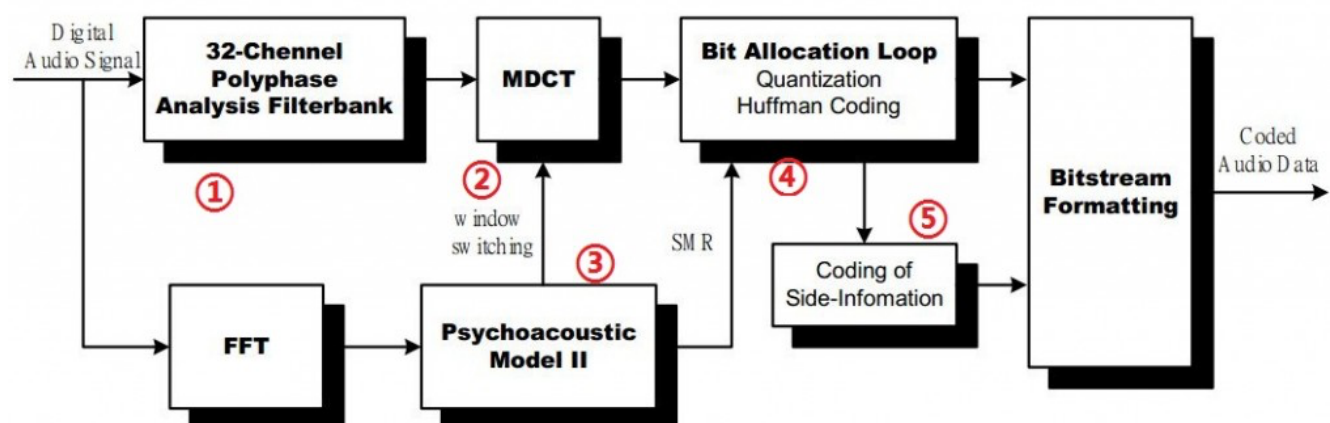 Digital
Audio Signal
32-Chennel
Polyphase
Analysis Filterbank
①
MDCT
②
window
switching
Bit Allocation Loop
Quantization
Huffman Coding
④
SMR
⑤
Coding of
Side-Infomation
③
FFT
Psychoacoustic
Model II
Bitstream
Formatting
Coded
Audio Data